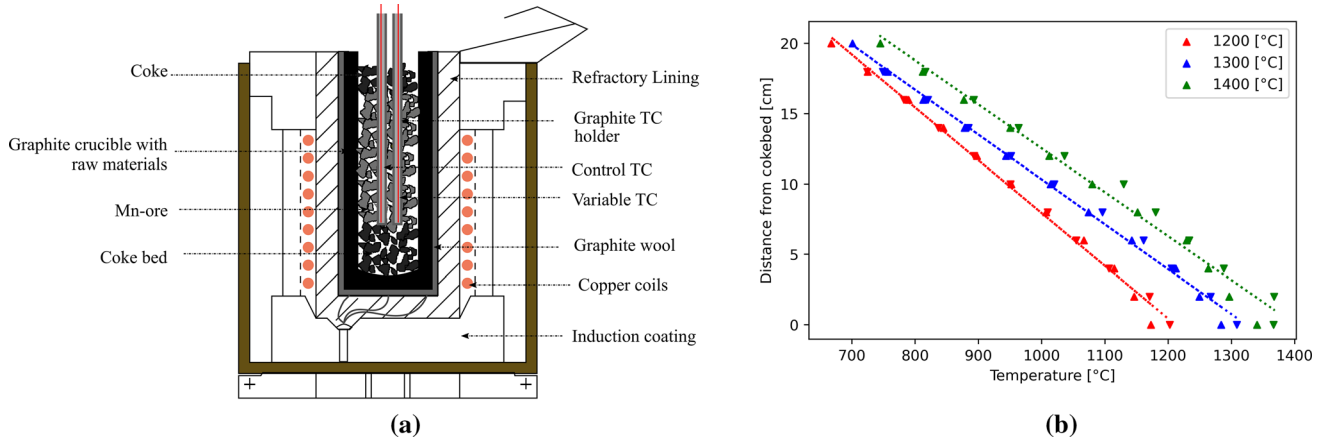 Coke
Graphite crucible with
raw materials
Mn-ore
Coke bed
Refractory Lining
Graphite TC
holder
Control TC
Variable TC
Graphite wool
Copper coils
Induction coating
(a)
Distance from cokebed [cm]
20
15
10
5
0
700 800 900 1000 1100 1200 1300 1400
Temperature [°C]
1200 [°C]
1300 [°C]
1400 [°C]
(b)